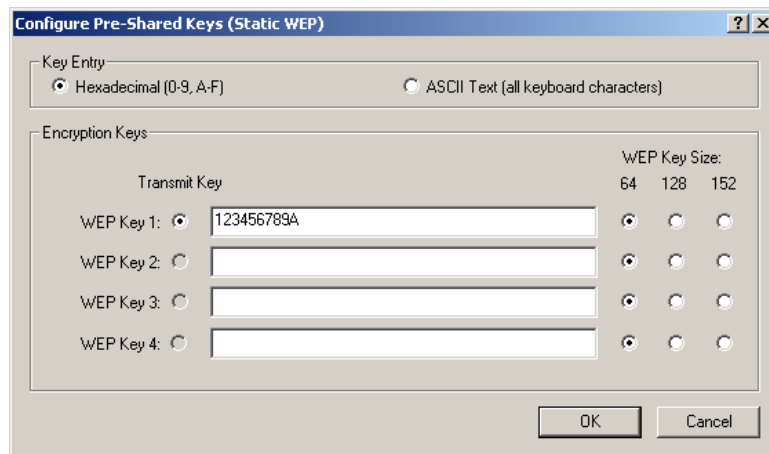 Configure Pre-Shared Keys (Static WEP)
Key Entry
Hexadecimal (0-9, A-F)
ASCII Text (all keyboard characters)
Encryption Keys
WEP Key Size:
Transmit Key
64 128 152
WEP Key 1: 123456789A
WEP Key 2:
WEP Key 3:
WEP Key 4:
OK
Cancel